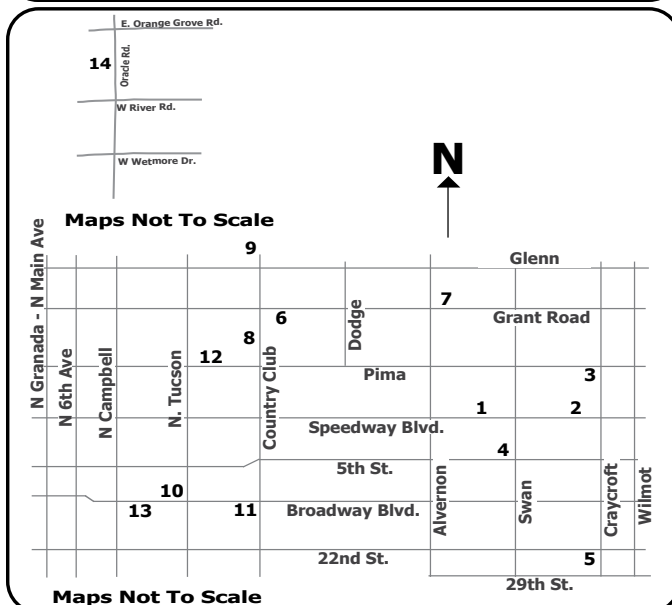 E. Orange Grove Rd.
14
Oracle Rd.
W River Rd.
W Wetmore Dr.
N
Maps Not To Scale
9
Glenn
7
6
Grant Road
Dodge
8
12
Pima
3
1
2
Speedway Blvd.
4
5th St.
10
13
11
Broadway Blvd.
N Granada - N Main Ave
N 6th Ave
N Campbell
N. Tucson
Country Club
Alvernon
Swan
Craycroft
Wilmot
22nd St.
5
29th St.
Maps Not To Scale